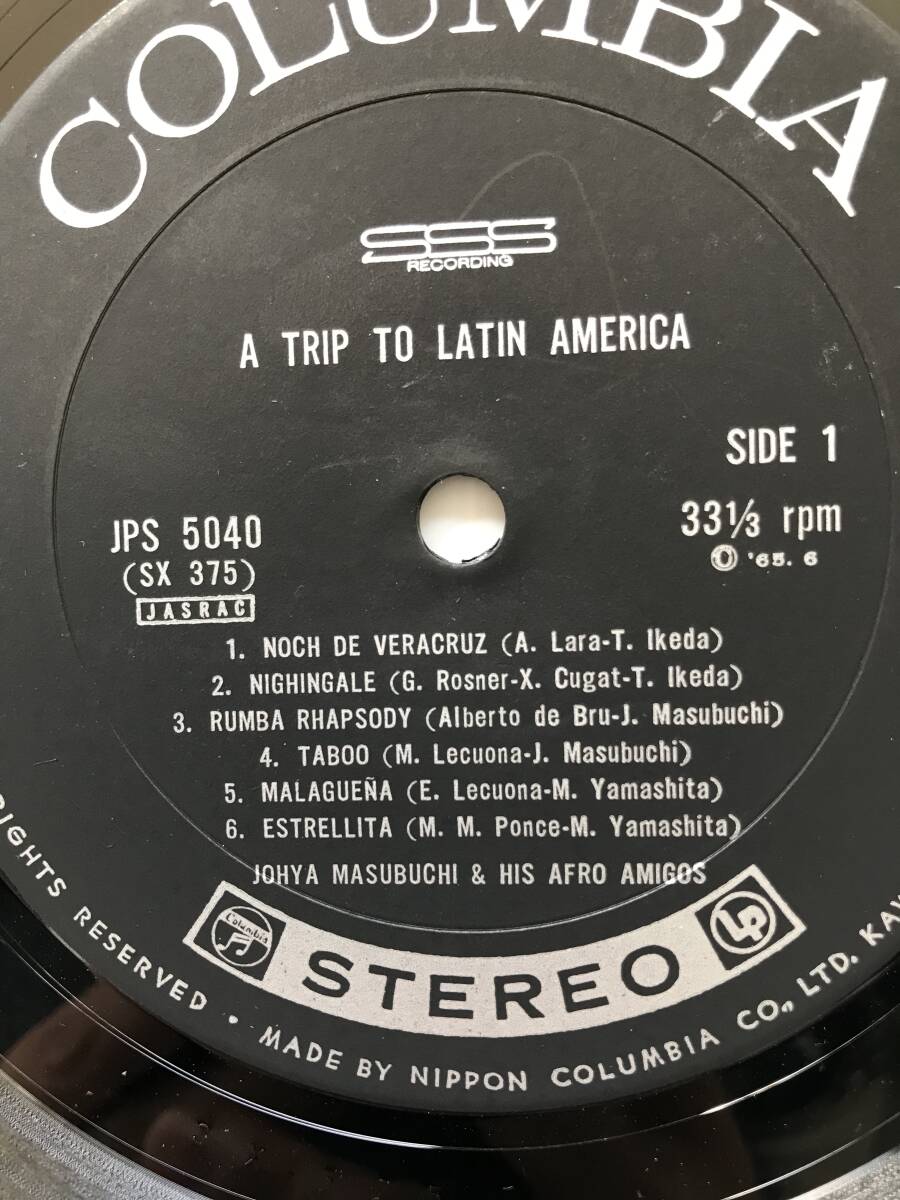 COLUMBIA
SSS
RECORDING
A TRIP TO LATIN AMERICA
SIDE 1
JPS 5040
(SX 375)
JASRAC
33⅓ rpm
Ⓞ '65. 6
1. NOCH DE VERACRUZ (A. Lara-T. Ikeda)
2. NIGHINGALE (G. Rosner-X. Cugat-T. Ikeda)
3. RUMBA RHAPSODY (Alberto de Bru-J. Masubuchi)
4. TABOO (M. Lecuona-J. Masubuchi)
5. MALAGUEÑA (E. Lecuona-M. Yamashita)
6. ESTRELLITA (M. M. Ponce-M. Yamashita)
JOHYA MASUBUCHI & HIS AFRO AMIGOS
Columbia
STEREO
LP
RIGHTS RESERVED • MADE BY NIPPON COLUMBIA CO., LTD. KAW